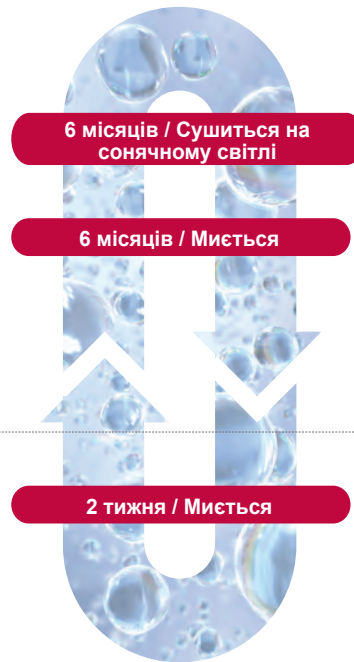 6 місяців / Сушиться на
сонячному світлі
6 місяців / Миється
2 тижня / Миється